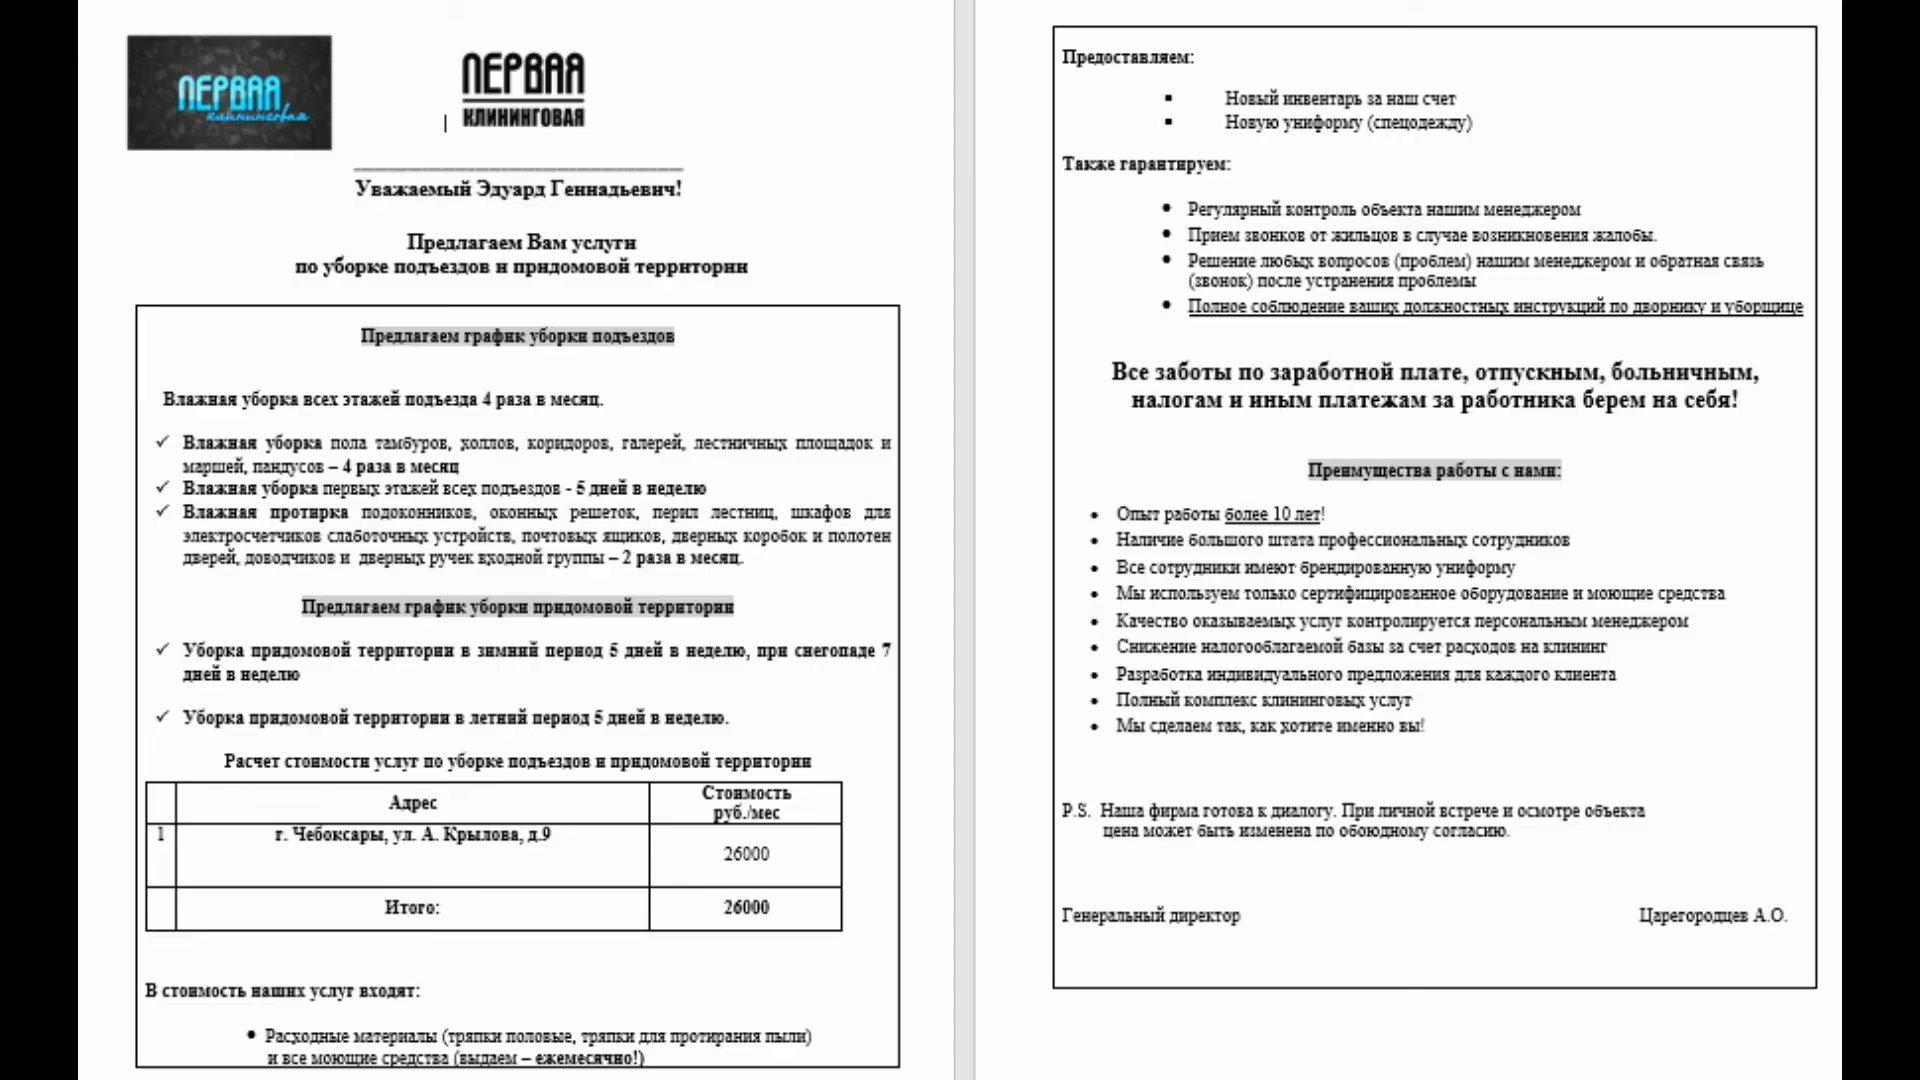 ПЕРВАЯ
клининговая
ПЕРВАЯ
КЛИНИНГОВАЯ
Уважаемый Эдуард Геннадьевич!
Предлагаем Вам услуги
по уборке подъездов и придомовой территории
Предлагаем график уборки подъездов
Влажная уборка всех этажей подъезда 4 раза в месяц.
✓ Влажная уборка пола тамбуров, холлов, коридоров, галерей, лестничных площадок и
маршей, пандусов – 4 раза в месяц
✓ Влажная уборка первых этажей всех подъездов - 5 дней в неделю
✓ Влажная протирка подоконников, оконных решеток, перил лестниц, шкафов для
электросчетчиков слаботочных устройств, почтовых ящиков, дверных коробок и полотен
дверей, доводчиков и дверных ручек входной группы – 2 раза в месяц.
Предлагаем график уборки придомовой территории
✓ Уборка придомовой территории в зимний период 5 дней в неделю, при снегопаде 7
дней в неделю
✓ Уборка придомовой территории в летний период 5 дней в неделю.
Расчет стоимости услуг по уборке подъездов и придомовой территории
Адрес
Стоимость
руб./мес
1
г. Чебоксары, ул. А. Крылова, д.9
26000
Итого:
26000
В стоимость наших услуг входят:
• Расходные материалы (тряпки половые, тряпки для протирания пыли)
и все моющие средства (выдаем – ежемесячно!)
Предоставляем:
▪ Новый инвентарь за наш счет
▪ Новую униформу (спецодежду)
Также гарантируем:
• Регулярный контроль объекта нашим менеджером
• Прием звонков от жильцов в случае возникновения жалобы.
• Решение любых вопросов (проблем) нашим менеджером и обратная связь
(звонок) после устранения проблемы
• Полное соблюдение ваших должностных инструкций по дворнику и уборщице
Все заботы по заработной плате, отпускным, больничным,
налогам и иным платежам за работника берем на себя!
Преимущества работы с нами:
• Опыт работы более 10 лет!
• Наличие большого штата профессиональных сотрудников
• Все сотрудники имеют брендированную униформу
• Мы используем только сертифицированное оборудование и моющие средства
• Качество оказываемых услуг контролируется персональным менеджером
• Снижение налогооблагаемой базы за счет расходов на клининг
• Разработка индивидуального предложения для каждого клиента
• Полный комплекс клининговых услуг
• Мы сделаем так, как хотите именно вы!
P.S. Наша фирма готова к диалогу. При личной встрече и осмотре объекта
цена может быть изменена по обоюдному согласию.
Генеральный директор
Царегородцев А.О.